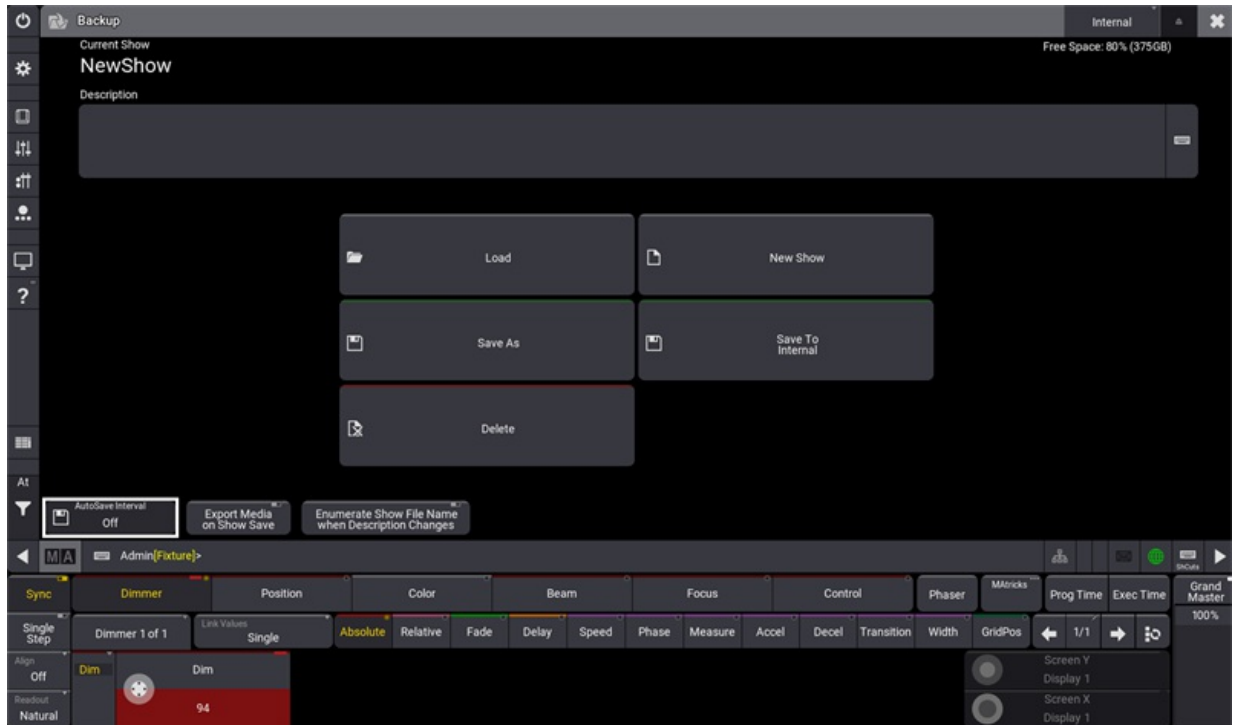 Backup
Internal
Current Show
Free Space: 80% (375GB)
NewShow
Description
Load
New Show
Save As
Save To
Internal
Delete
At
AutoSave Interval
Off
Export Media
on Show Save
Enumerate Show File Name
when Description Changes
MA
Admin[Fixture]>
ShCuts
Sync
Dimmer
Position
Color
Beam
Focus
Control
Phaser
MAtricks
Prog Time
Exec Time
Grand
Master
100%
Single
Step
Dimmer 1 of 1
Link Values
Single
Absolute
Relative
Fade
Delay
Speed
Phase
Measure
Accel
Decel
Transition
Width
GridPos
1/1
Align
Off
Dim
Dim
Screen Y
Display 1
Readout
Natural
94
Screen X
Display 1